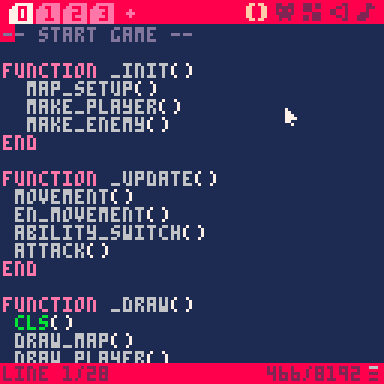 0 1 2 3 +
-- START GAME --
FUNCTION _INIT()
MAP_SETUP()
MAKE_PLAYER()
MAKE_ENEMY()
END
FUNCTION _UPDATE()
MOVEMENT()
EN_MOVEMENT()
ABILITY_SWITCH()
ATTACK()
END
FUNCTION _DRAW()
CLS()
DRAW_MAP()
DRAW_PLAYER()
LINE 1/28 466/8192